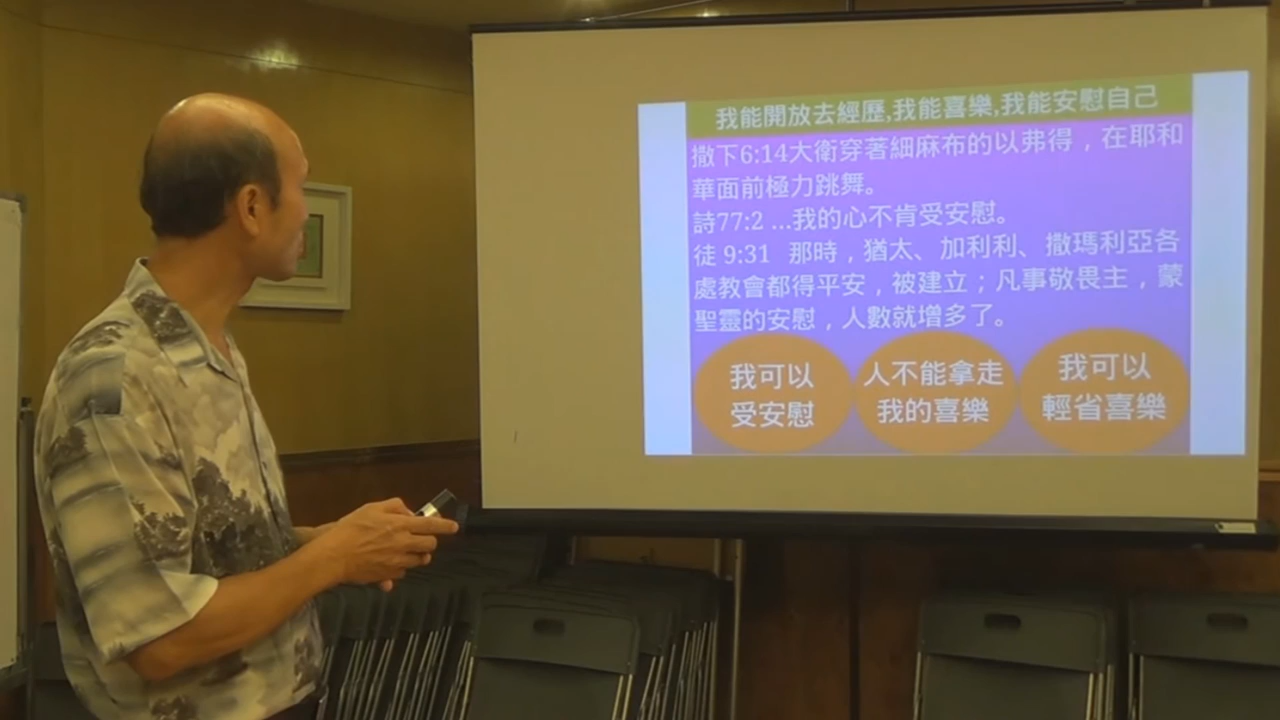 我能開放去經歷,我能喜樂,我能安慰自己
撒下6:14大衛穿著細麻布的以弗得，在耶和
華面前極力跳舞。
詩77:2 ...我的心不肯受安慰。
徒 9:31 那時，猶太、加利利、撒瑪利亞各
處教會都得平安，被建立；凡事敬畏主，蒙
聖靈的安慰，人數就增多了。
我可以
受安慰
人不能拿走
我的喜樂
我可以
輕省喜樂